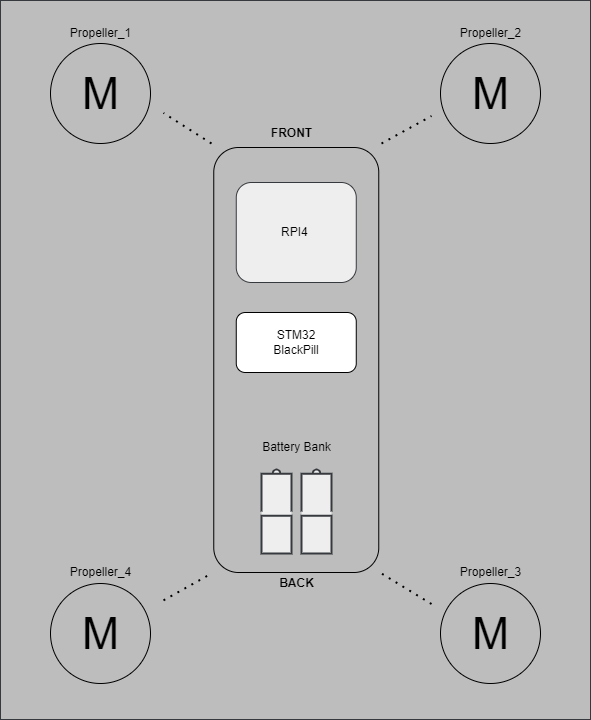 Propeller_1
Propeller_2
M
M
FRONT
RPI4
STM32
BlackPill
Battery Bank
Propeller_4
Propeller_3
BACK
M
M